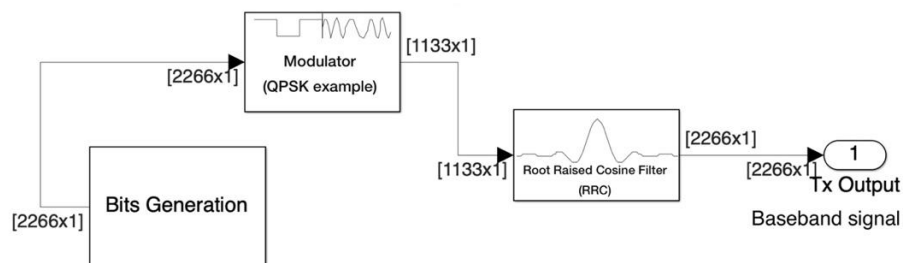 Modulator
(QPSK example)
[2266x1]
[1133x1]
Bits Generation
[2266x1]
Root Raised Cosine Filter
(RRC)
[1133x1]
[2266x1]
[2266x1]
1
Tx Output
Baseband signal